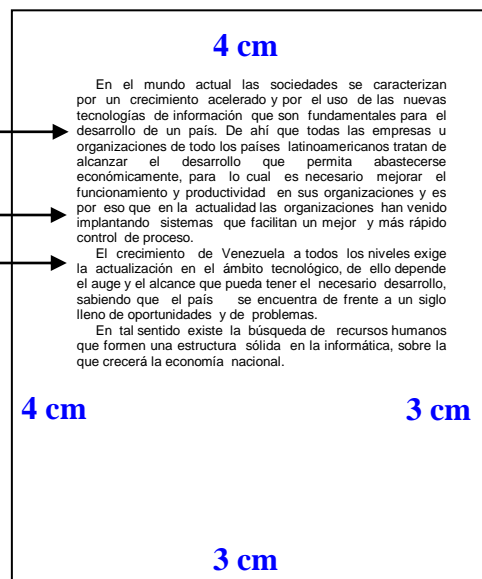 4 cm
En el mundo actual las sociedades se caracterizan
por un crecimiento acelerado y por el uso de las nuevas
tecnologías de información que son fundamentales para el
desarrollo de un país. De ahí que todas las empresas u
organizaciones de todo los países latinoamericanos tratan de
alcanzar el desarrollo que permita abastecerse
económicamente, para lo cual es necesario mejorar el
funcionamiento y productividad en sus organizaciones y es
por eso que en la actualidad las organizaciones han venido
implantando sistemas que facilitan un mejor y más rápido
control de proceso.
El crecimiento de Venezuela a todos los niveles exige
la actualización en el ámbito tecnológico, de ello depende
el auge y el alcance que pueda tener el necesario desarrollo,
sabiendo que el país se encuentra de frente a un siglo
lleno de oportunidades y de problemas.
En tal sentido existe la búsqueda de recursos humanos
que formen una estructura sólida en la informática, sobre la
que crecerá la economía nacional.
4 cm
3 cm
3 cm